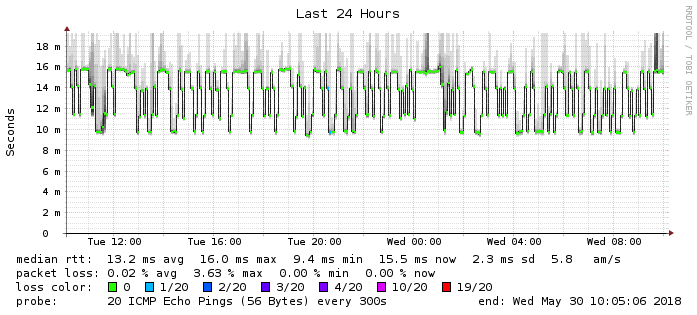 Last 24 Hours
RRDTOOL / TOBI OETIKER
Seconds
18 m
16 m
14 m
12 m
10 m
8 m
6 m
4 m
2 m
0
Tue 12:00 Tue 16:00 Tue 20:00 Wed 00:00 Wed 04:00 Wed 08:00
median rtt: 13.2 ms avg 16.0 ms max 9.4 ms min 15.5 ms now 2.3 ms sd 5.8 am/s
packet loss: 0.02 % avg 3.63 % max 0.00 % min 0.00 % now
loss color: 0 1/20 2/20 3/20 4/20 10/20 19/20
probe: 20 ICMP Echo Pings (56 Bytes) every 300s end: Wed May 30 10:05:06 2018